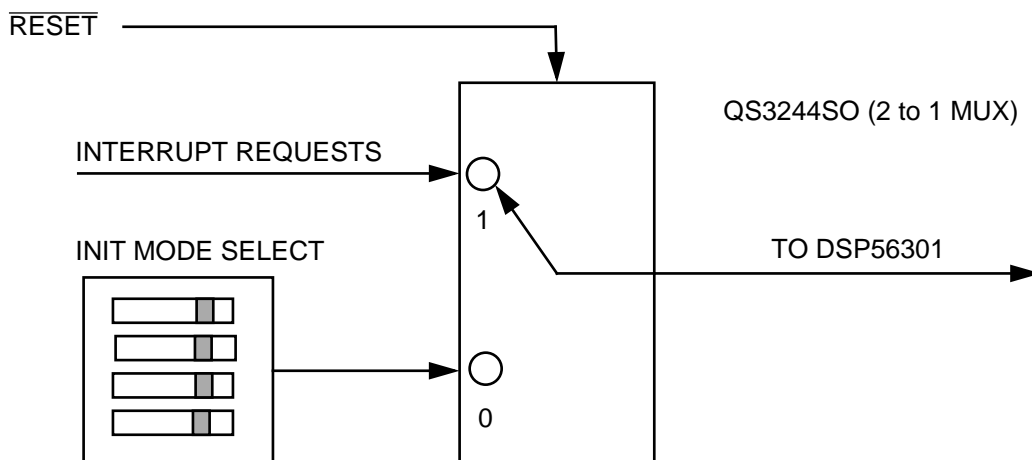 RESET
QS3244SO (2 to 1 MUX)
INTERRUPT REQUESTS
1
INIT MODE SELECT
TO DSP56301
0